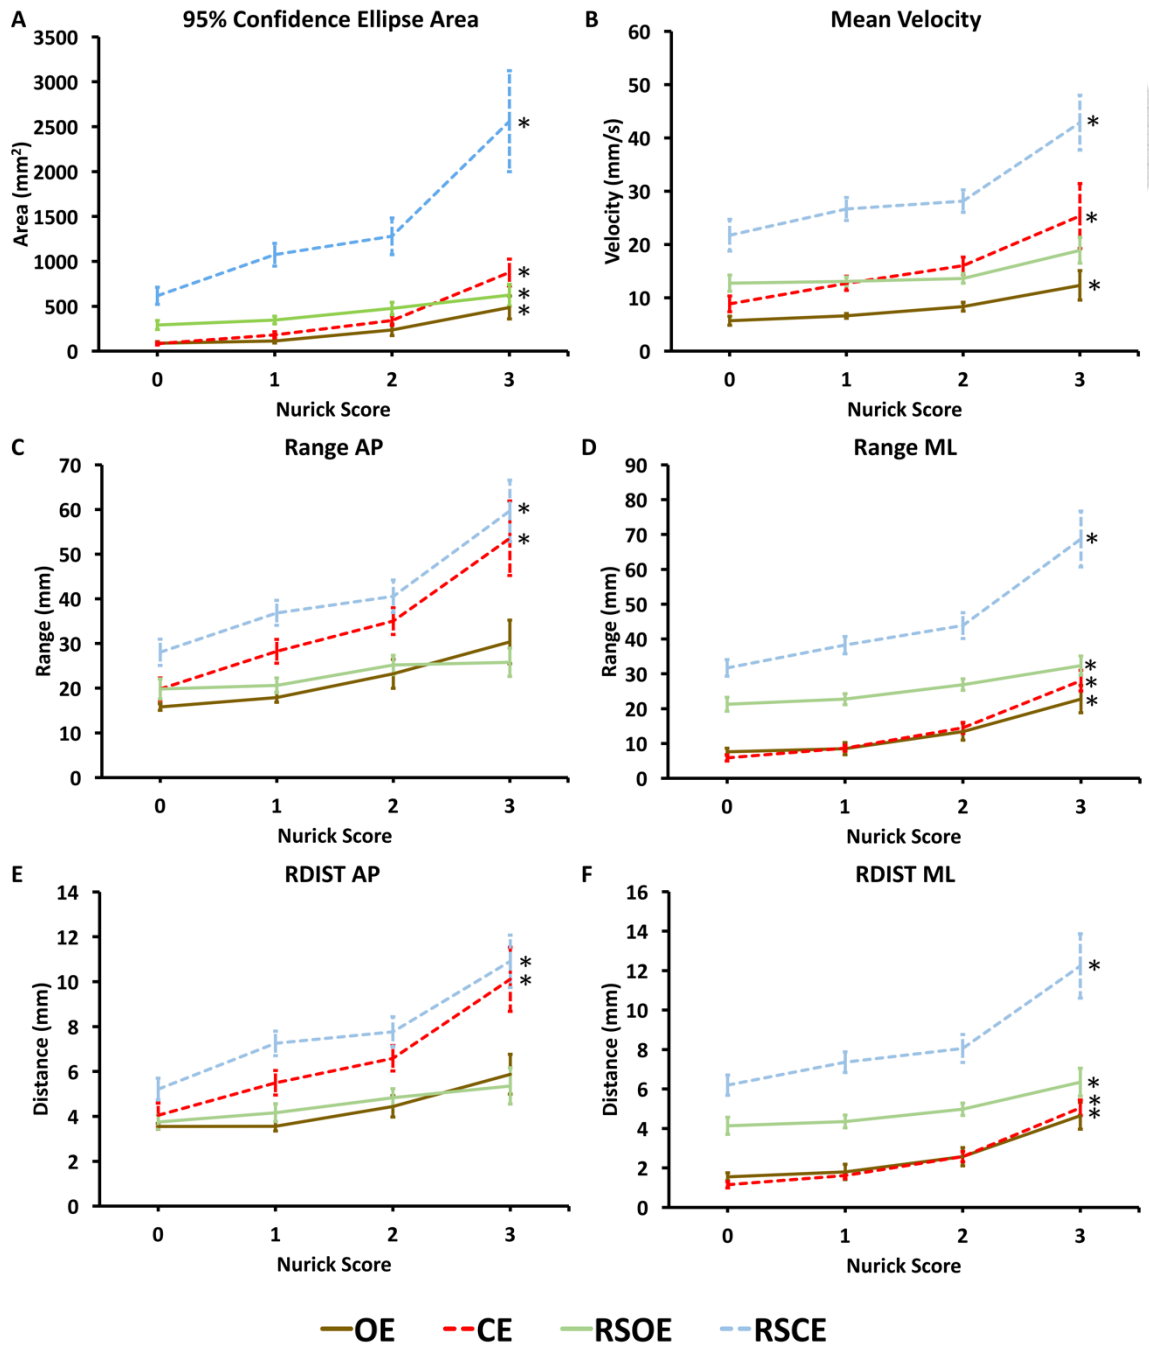 A 95% Confidence Ellipse Area
3500
3000
2500
2000
1500
1000
500
0
Area (mm²)
*
*
*
*
0 1 2 3
Nurick Score
B Mean Velocity
60
50
40
30
20
10
0
Velocity (mm/s)
*
*
*
0 1 2 3
Nurick Score
C Range AP
70
60
50
40
30
20
10
0
Range (mm)
*
*
0 1 2 3
Nurick Score
D Range ML
90
80
70
60
50
40
30
20
10
0
Range (mm)
*
*
*
*
0 1 2 3
Nurick Score
E RDIST AP
14
12
10
8
6
4
2
0
Distance (mm)
*
*
0 1 2 3
Nurick Score
F RDIST ML
16
14
12
10
8
6
4
2
0
Distance (mm)
*
*
*
*
0 1 2 3
Nurick Score
OE CE RSOE RSCE